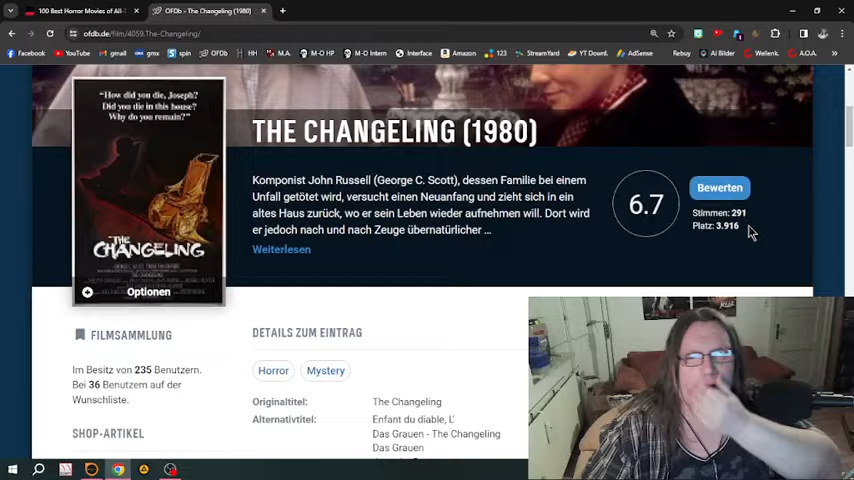 100 Best Horror Movies of All-T
OFDb - The Changeling (1980)
ofdb.de/film/4059.The-Changeling/
Facebook YouTube gmail spin OFDb HH M.A. M-O HP M-O Intern Interface Amazon 123 StreamYard YT Downl. AdSense Rebuy AI Bilder Wellenk. A.O.A.
“How did you die, Joseph?
Did you die in this house?
Why do you remain?”
THE
CHANGELING
Optionen
THE CHANGELING (1980)
Komponist John Russell (George C. Scott), dessen Familie bei einem
Unfall getötet wird, versucht einen Neuanfang und zieht sich in ein
altes Haus zurück, wo er sein Leben wieder aufnehmen will. Dort wird
er jedoch nach und nach Zeuge übernatürlicher ...
Weiterlesen
6.7
Bewerten
Stimmen: 291
Platz: 3.916
FILMSAMMLUNG
Im Besitz von 235 Benutzern.
Bei 36 Benutzern auf der
Wunschliste.
SHOP-ARTIKEL
DETAILS ZUM EINTRAG
Horror Mystery
Originaltitel: The Changeling
Alternativtitel: Enfant du diable, L'
Das Grauen - The Changeling
Das Grauen